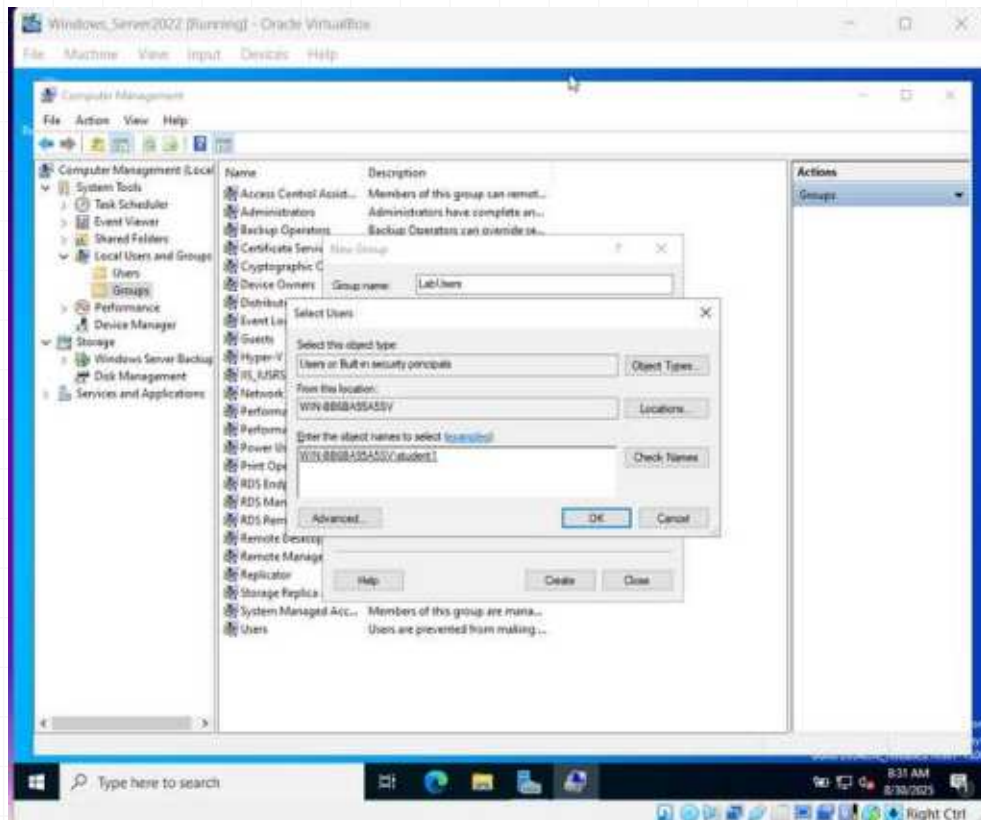 Windows_Server2022 [Running] - Oracle VirtualBox
File Machine View Input Devices Help
Computer Management
File Action View Help
Computer Management (Local
System Tools
Task Scheduler
Event Viewer
Shared Folders
Local Users and Groups
Users
Groups
Performance
Device Manager
Storage
Windows Server Backup
Disk Management
Services and Applications
Name Description
Access Control Assist... Members of this group can remot...
Administrators Administrators have complete an...
Backup Operators Backup Operators can override se...
Certificate Servi
Cryptographic C
Device Owners
Distribut
Event Lo
Guests
Hyper-V
IIS_IUSRS
Network
Performa
Performa
Power Us
Print Ope
RDS Endp
RDS Man
RDS Rem
Remote Desktop
Remote Manage
Replicator
Storage Replica
System Managed Acc... Members of this group are mana...
Users Users are prevented from making ...
New Group
Group name: LabUsers
Select Users
Select this object type:
Users or Built-in security principals
Object Types...
From this location:
Locations...
Enter the object names to select (examples):
Check Names
Advanced...
OK Cancel
Help Create Close
Actions
Groups
Type here to search
8:31 AM
8/30/2025
Right Ctrl